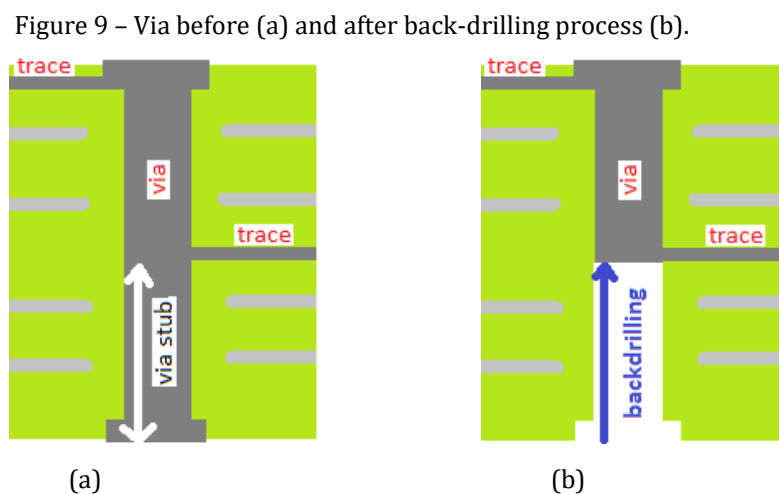 Figure 9 – Via before (a) and after back-drilling process (b).
trace
via
trace
via stub
trace
via
trace
backdrilling
(a)
(b)